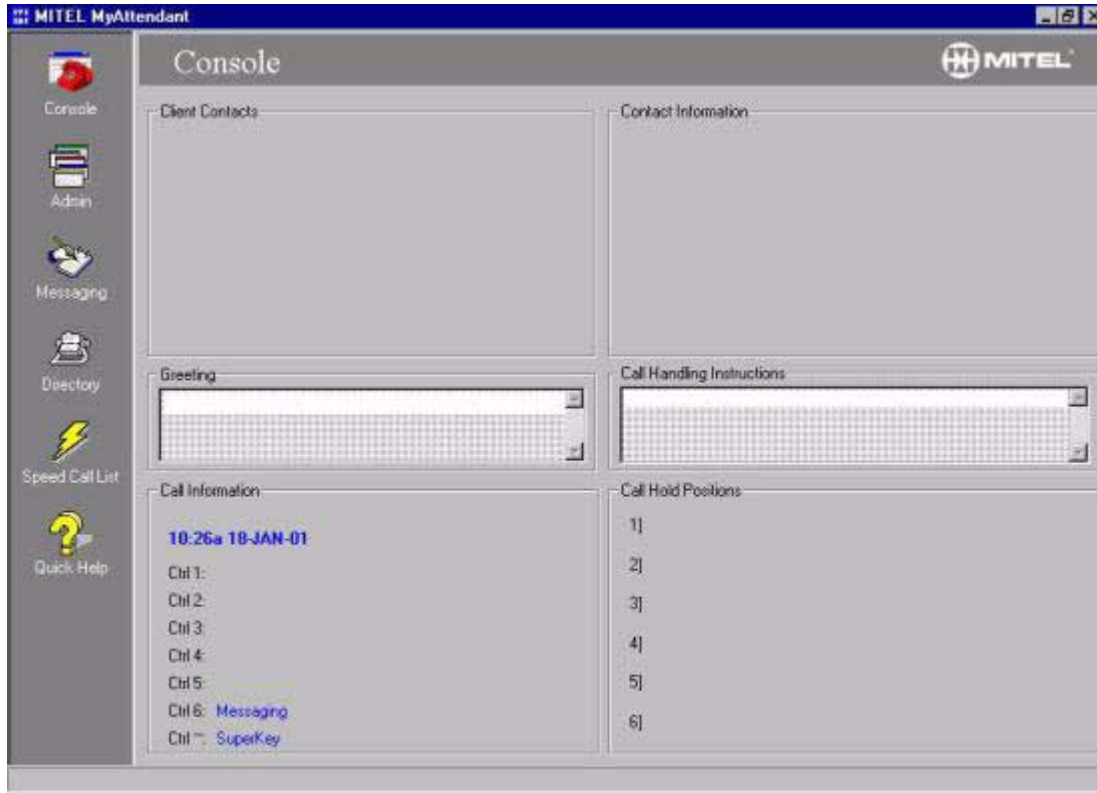 MITEL MyAttendant
Console
MITEL
Console
Admin
Messaging
Directory
Speed Call List
Quick Help
Client Contacts
Contact Information
Greeting
Call Handling Instructions
Call Information
10:26a 18-JAN-01
Ctrl 1:
Ctrl 2:
Ctrl 3:
Ctrl 4:
Ctrl 5:
Ctrl 6: Messaging
Ctrl ~: SuperKey
Call Hold Positions
1]
2]
3]
4]
5]
6]